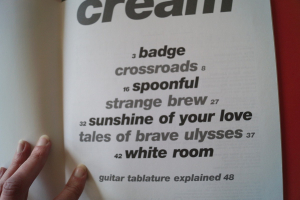 cream
3 badge
crossroads 8
16 spoonful
strange brew 27
32 sunshine of your love
tales of brave ulysses 37
42 white room
guitar tablature explained 48